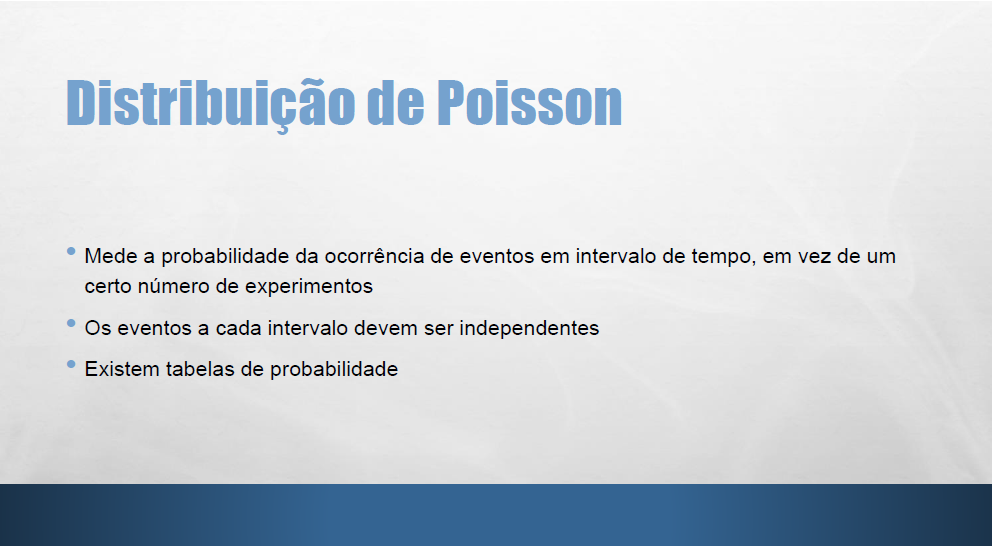 Distribuição de Poisson
• Mede a probabilidade da ocorrência de eventos em intervalo de tempo, em vez de um
certo número de experimentos
• Os eventos a cada intervalo devem ser independentes
• Existem tabelas de probabilidade